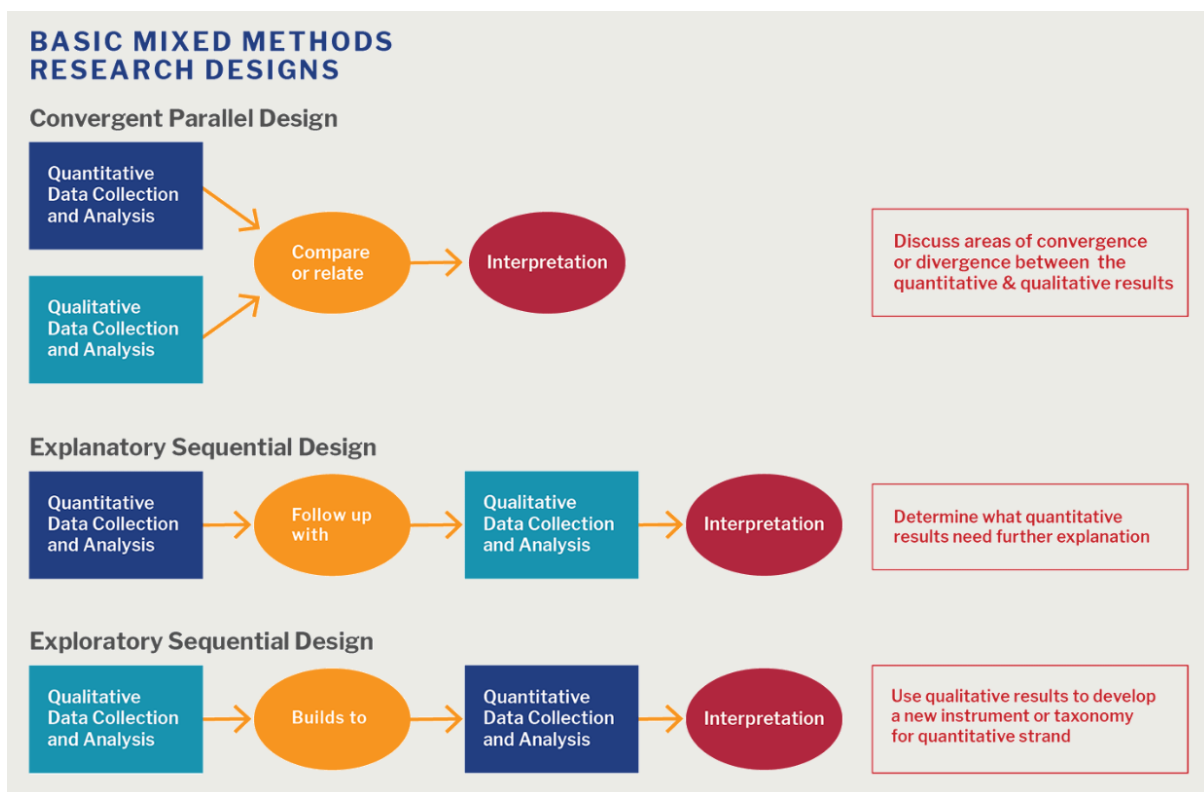 BASIC MIXED METHODS
RESEARCH DESIGNS
Convergent Parallel Design
Quantitative
Data Collection
and Analysis
Qualitative
Data Collection
and Analysis
Compare
or relate
Interpretation
Discuss areas of convergence
or divergence between the
quantitative & qualitative results
Explanatory Sequential Design
Quantitative
Data Collection
and Analysis
Follow up
with
Qualitative
Data Collection
and Analysis
Interpretation
Determine what quantitative
results need further explanation
Exploratory Sequential Design
Qualitative
Data Collection
and Analysis
Builds to
Quantitative
Data Collection
and Analysis
Interpretation
Use qualitative results to develop
a new instrument or taxonomy
for quantitative strand